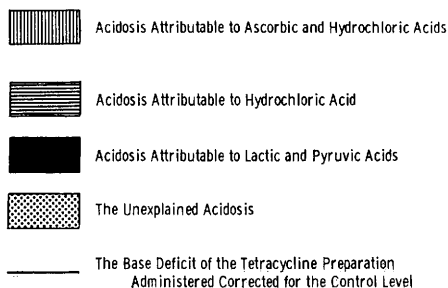 Acidosis Attributable to Ascorbic and Hydrochloric Acids
Acidosis Attributable to Hydrochloric Acid
Acidosis Attributable to Lactic and Pyruvic Acids
The Unexplained Acidosis
The Base Deficit of the Tetracycline Preparation
Administered Corrected for the Control Level